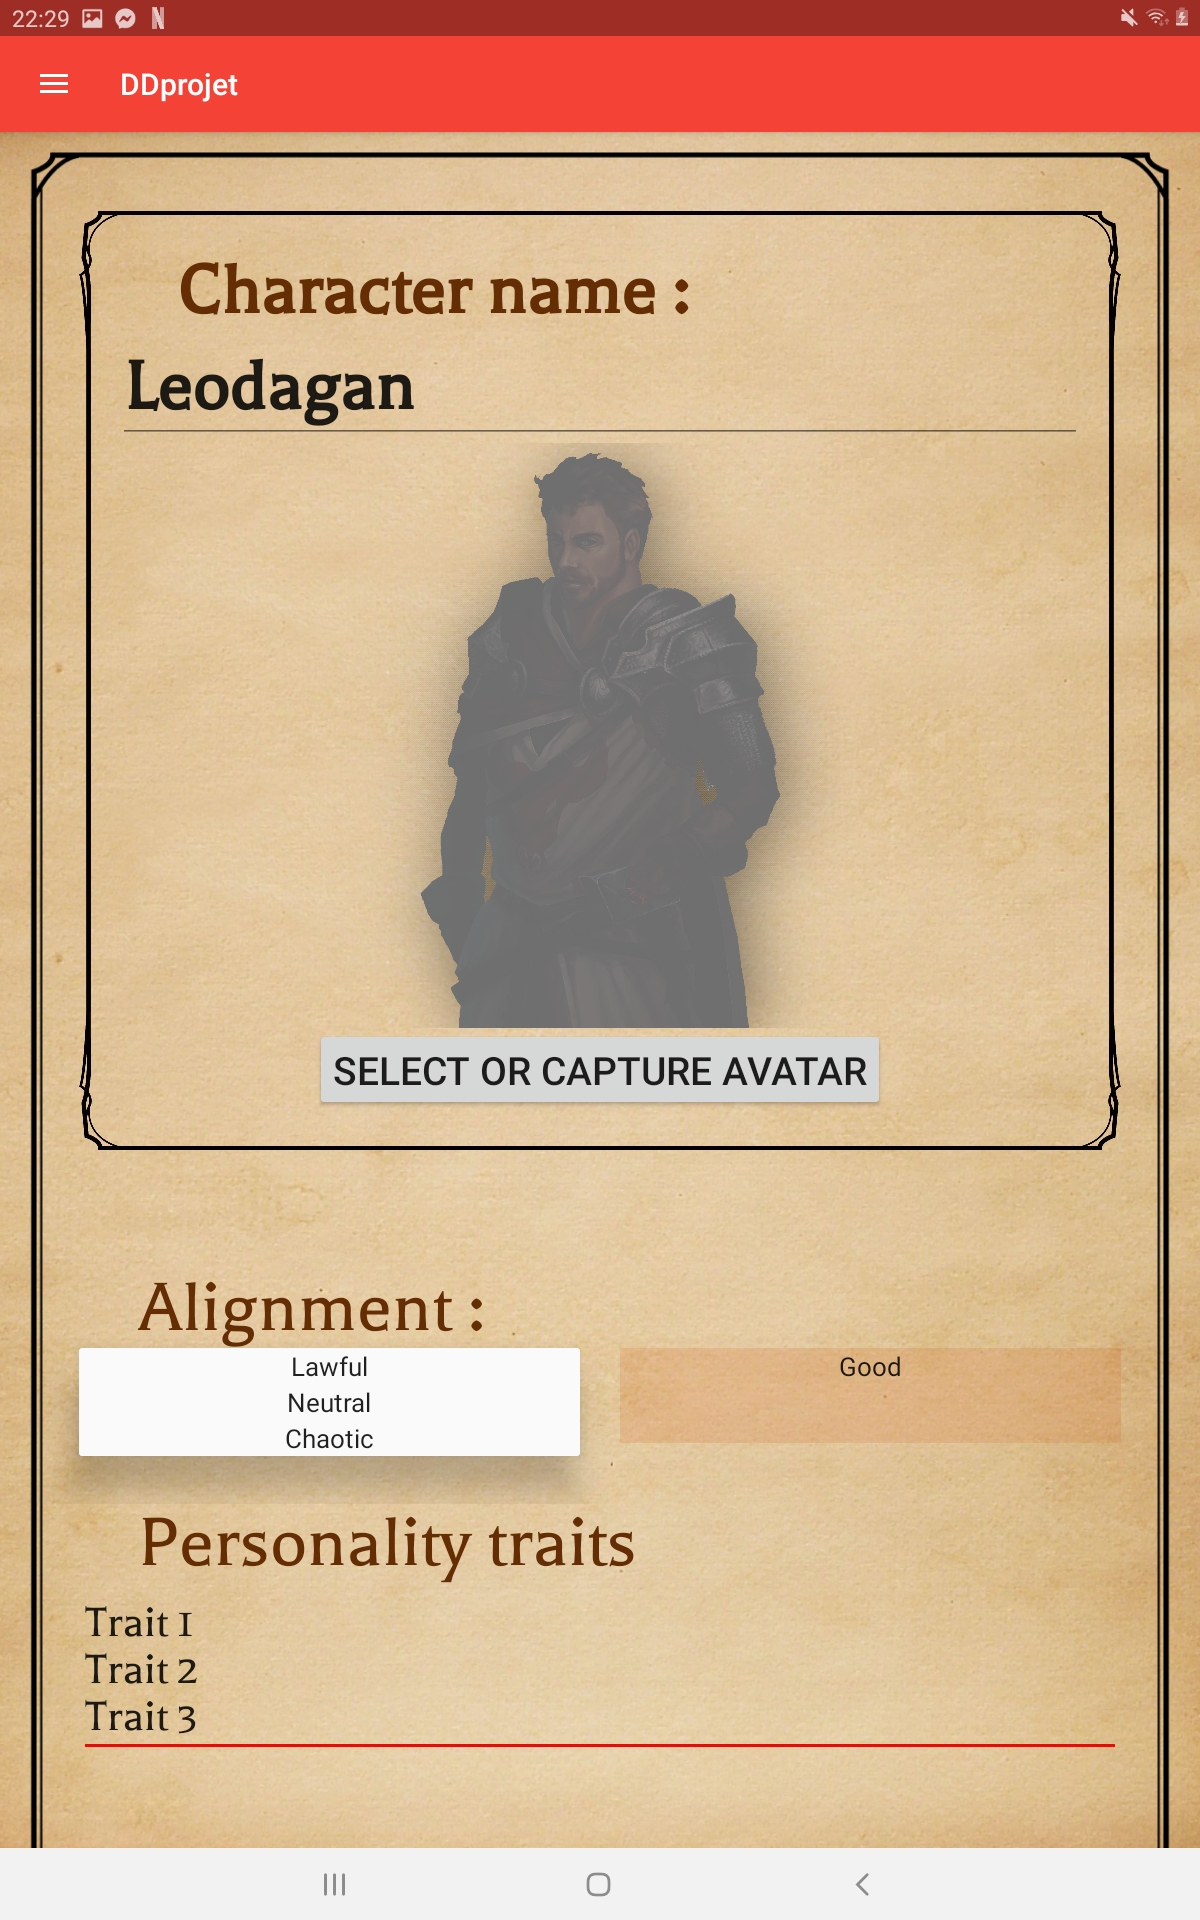 22:29
DDprojet
Character name :
Leodagan
SELECT OR CAPTURE AVATAR
Alignment :
Lawful
Good
Neutral
Chaotic
Personality traits
Trait 1
Trait 2
Trait 3